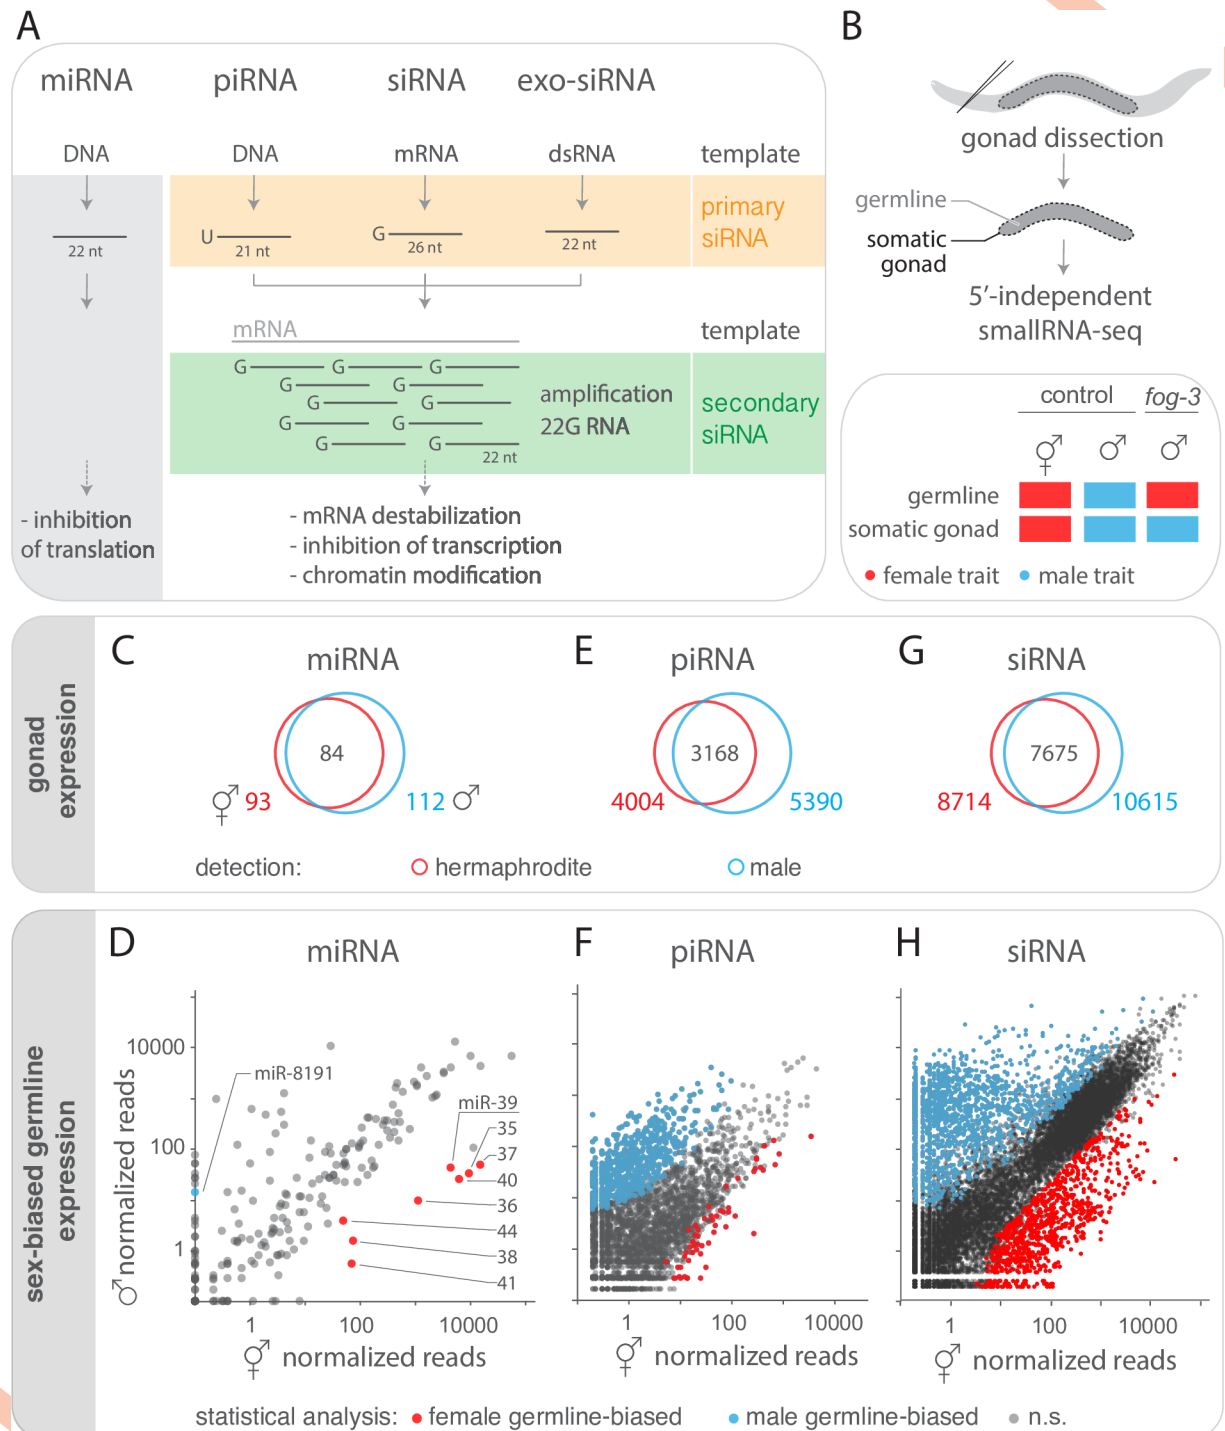 A
miRNA piRNA siRNA exo-siRNA
DNA DNA mRNA dsRNA template
22 nt
U 21 nt
G 26 nt
22 nt
primary
siRNA
mRNA
template
G G G
G G
G G
G G
G G
22 nt
amplification
22G RNA
secondary
siRNA
- inhibition
of translation
- mRNA destabilization
- inhibition of transcription
- chromatin modification
B
gonad dissection
germline
somatic
gonad
5′-independent
smallRNA-seq
control fog-3
⚥ ♂ ♂
germline
somatic gonad
female trait male trait
gonad
expression
C
miRNA
84
⚥ 93
112 ♂
E
piRNA
3168
4004
5390
G
siRNA
7675
8714
10615
detection: hermaphrodite male
sex-biased germline
expression
D
miRNA
♂ normalized reads
10000
100
1
miR-8191
miR-39
35
37
40
36
44
38
41
1 100 10000
⚥ normalized reads
F
piRNA
1 100 10000
⚥ normalized reads
H
siRNA
1 100 10000
⚥ normalized reads
statistical analysis: female germline-biased male germline-biased n.s.